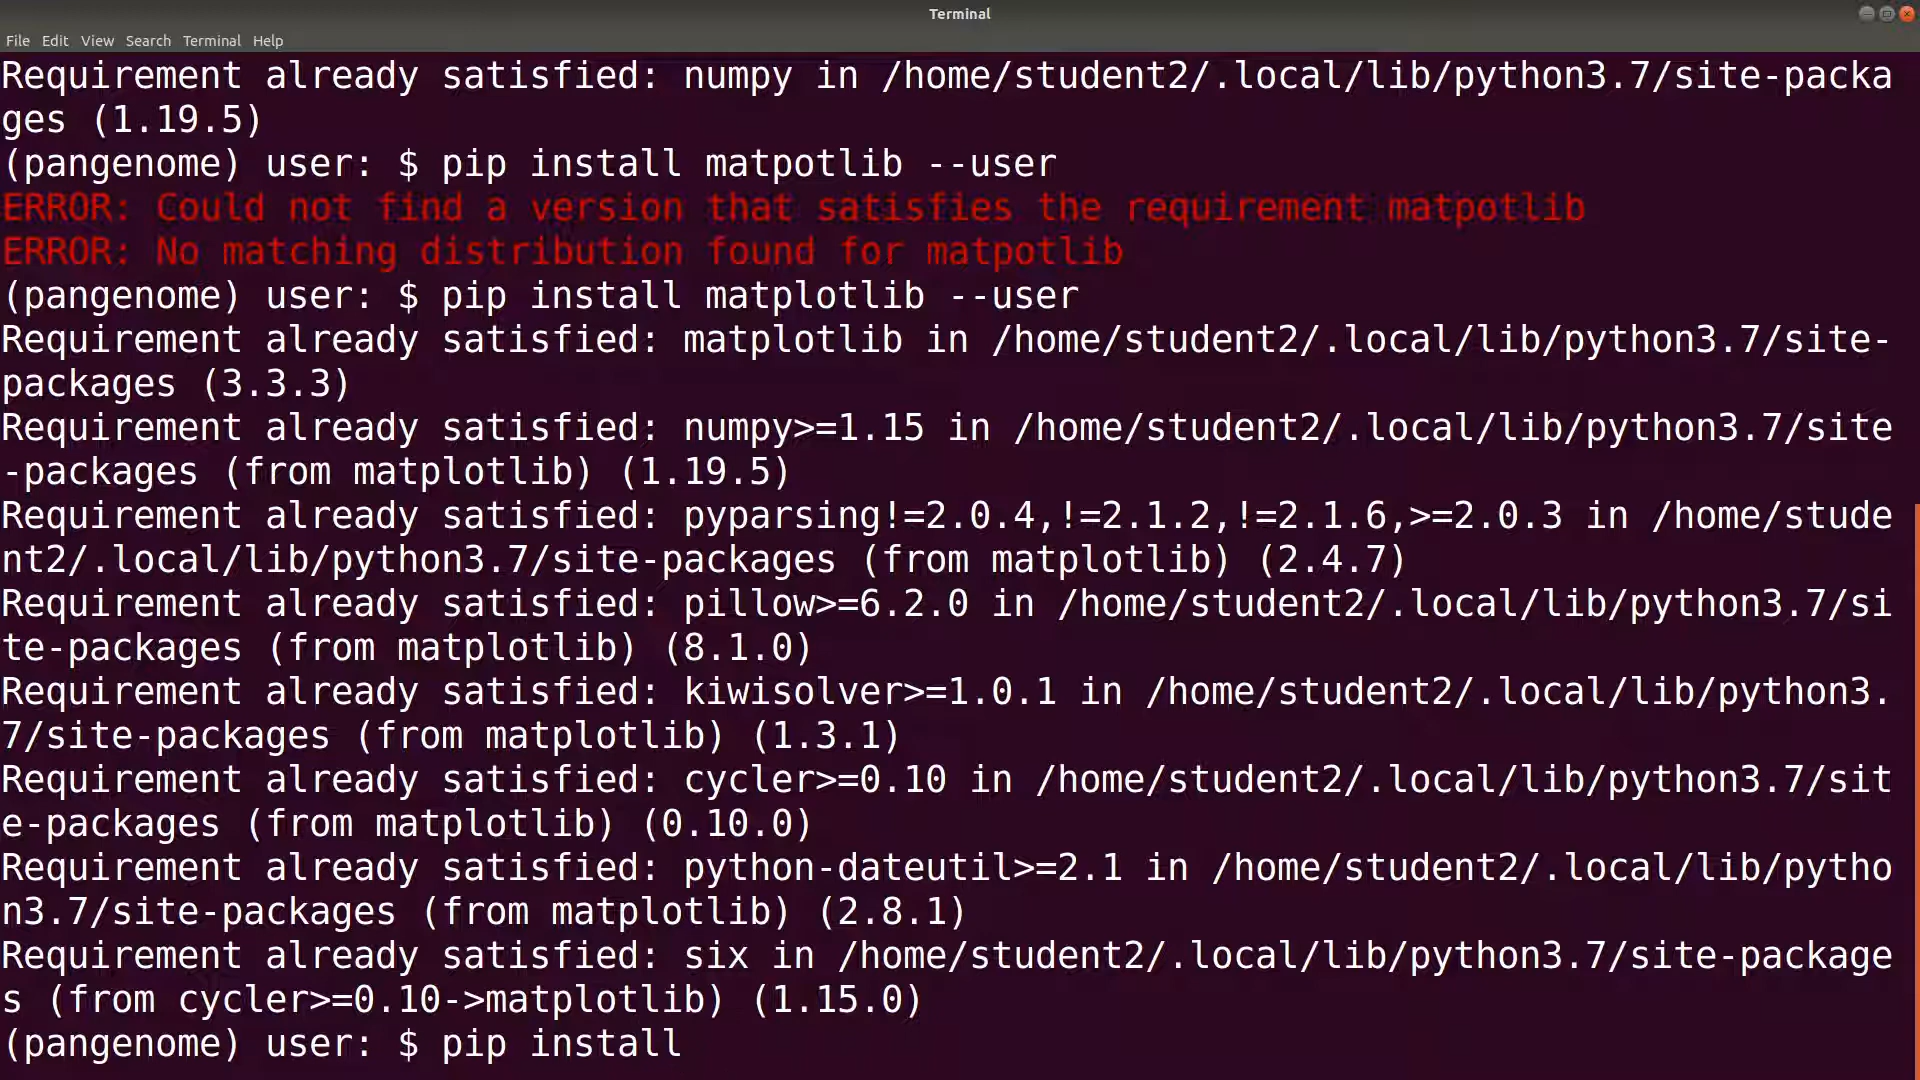 Terminal
File Edit View Search Terminal Help
Requirement already satisfied: numpy in /home/student2/.local/lib/python3.7/site-packa
ges (1.19.5)
(pangenome) user: $ pip install matpotlib --user
ERROR: Could not find a version that satisfies the requirement matpotlib
ERROR: No matching distribution found for matpotlib
(pangenome) user: $ pip install matplotlib --user
Requirement already satisfied: matplotlib in /home/student2/.local/lib/python3.7/site-
packages (3.3.3)
Requirement already satisfied: numpy>=1.15 in /home/student2/.local/lib/python3.7/site
-packages (from matplotlib) (1.19.5)
Requirement already satisfied: pyparsing!=2.0.4,!=2.1.2,!=2.1.6,>=2.0.3 in /home/stude
nt2/.local/lib/python3.7/site-packages (from matplotlib) (2.4.7)
Requirement already satisfied: pillow>=6.2.0 in /home/student2/.local/lib/python3.7/si
te-packages (from matplotlib) (8.1.0)
Requirement already satisfied: kiwisolver>=1.0.1 in /home/student2/.local/lib/python3.
7/site-packages (from matplotlib) (1.3.1)
Requirement already satisfied: cycler>=0.10 in /home/student2/.local/lib/python3.7/sit
e-packages (from matplotlib) (0.10.0)
Requirement already satisfied: python-dateutil>=2.1 in /home/student2/.local/lib/pytho
n3.7/site-packages (from matplotlib) (2.8.1)
Requirement already satisfied: six in /home/student2/.local/lib/python3.7/site-package
s (from cycler>=0.10->matplotlib) (1.15.0)
(pangenome) user: $ pip install